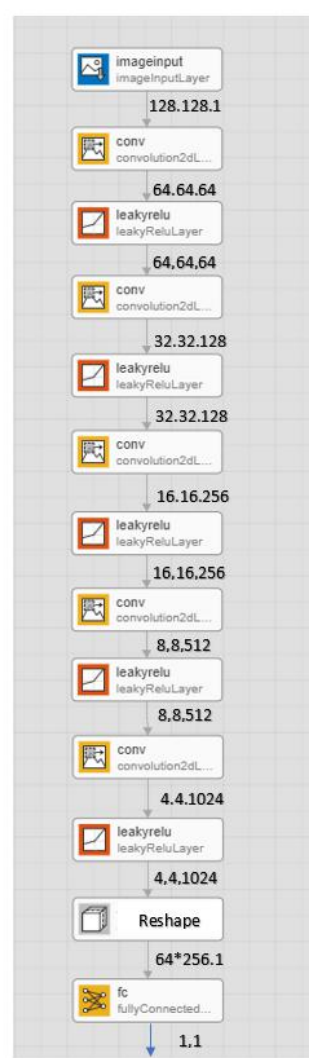 imageinput
imageInputLayer
128.128.1
conv
convolution2dL...
64.64.64
leakyrelu
leakyReluLayer
64,64,64
conv
convolution2dL...
32.32.128
leakyrelu
leakyReluLayer
32.32.128
conv
convolution2dL...
16.16.256
leakyrelu
leakyReluLayer
16,16,256
conv
convolution2dL...
8,8,512
leakyrelu
leakyReluLayer
8,8,512
conv
convolution2dL...
4.4.1024
leakyrelu
leakyReluLayer
4,4,1024
Reshape
64*256.1
fc
fullyConnected...
1,1